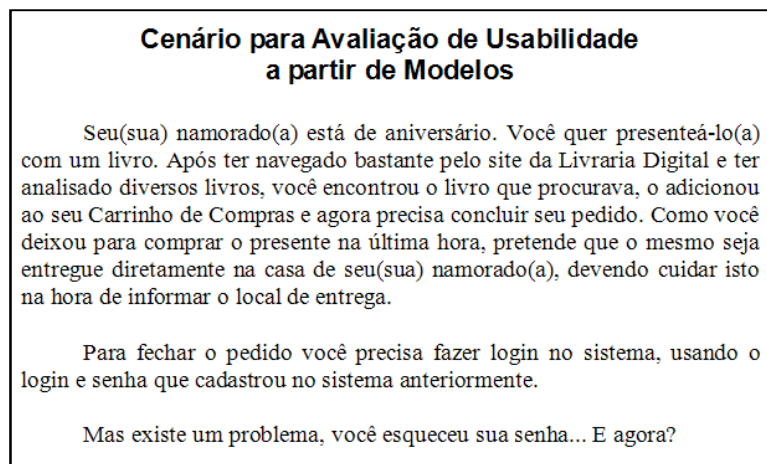 Cenário para Avaliação de Usabilidade
a partir de Modelos
Seu(sua) namorado(a) está de aniversário. Você quer presenteá-lo(a)
com um livro. Após ter navegado bastante pelo site da Livraria Digital e ter
analisado diversos livros, você encontrou o livro que procurava, o adicionou
ao seu Carrinho de Compras e agora precisa concluir seu pedido. Como você
deixou para comprar o presente na última hora, pretende que o mesmo seja
entregue diretamente na casa de seu(sua) namorado(a), devendo cuidar isto
na hora de informar o local de entrega.
Para fechar o pedido você precisa fazer login no sistema, usando o
login e senha que cadastrou no sistema anteriormente.
Mas existe um problema, você esqueceu sua senha... E agora?